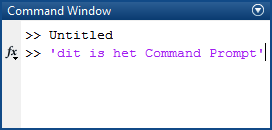 Command Window
>> Untitled
fx >> 'dit is het Command Prompt'